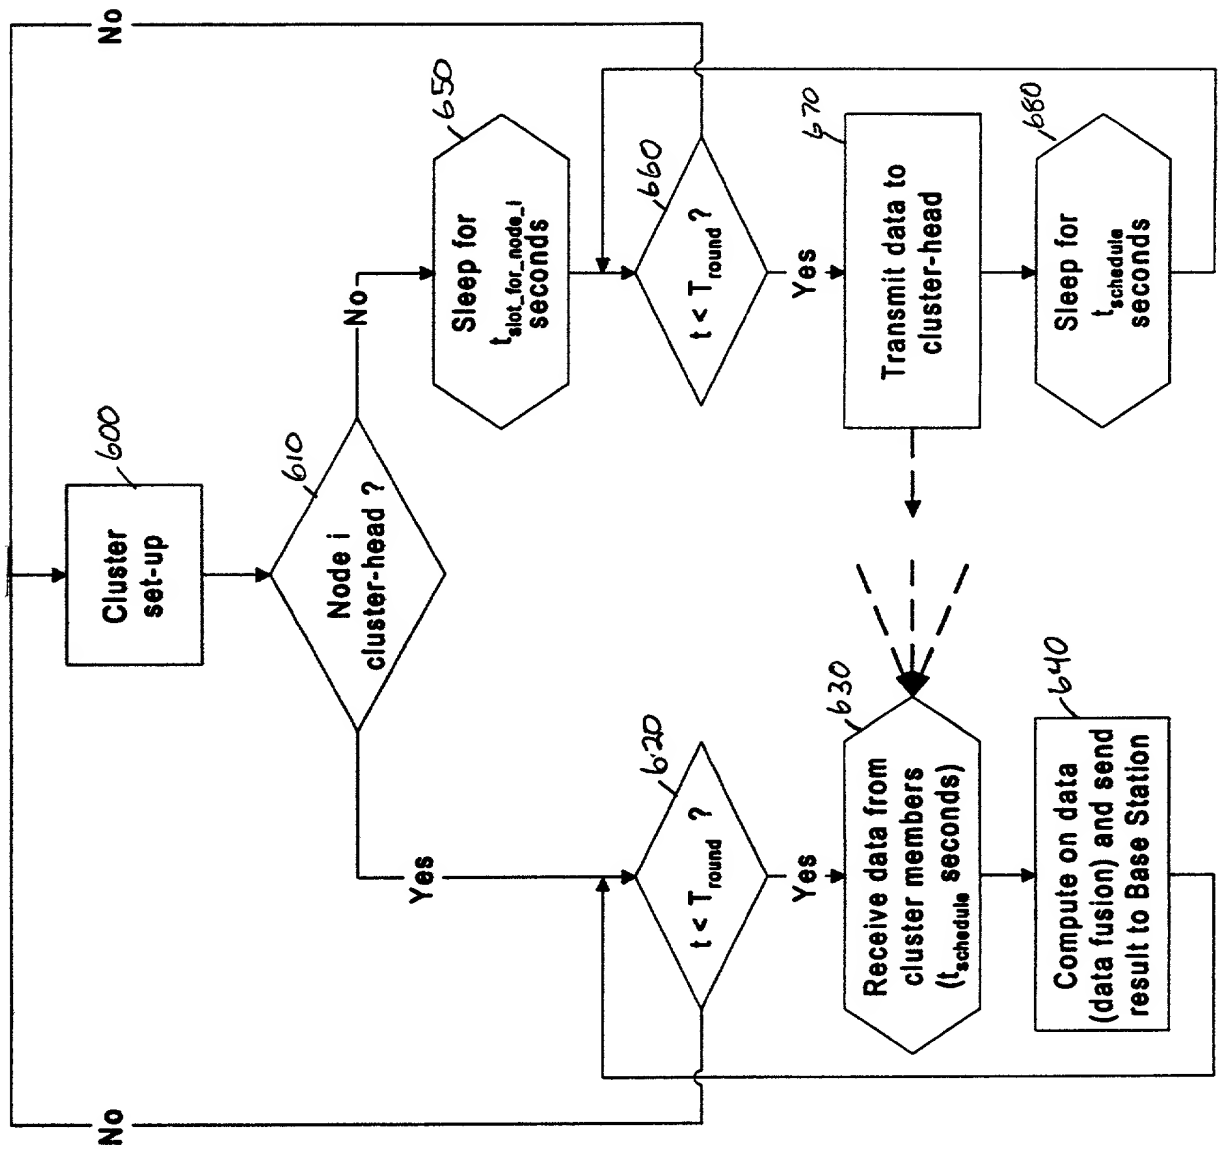 No
No
600
Cluster
set-up
610
Node i
cluster-head ?
Yes
No
650
Sleep for
t_slot_for_node_i
seconds
620
t < T_round ?
660
t < T_round ?
Yes
Yes
630
Receive data from
cluster members
(t_schedule seconds)
670
Transmit data to
cluster-head
640
Compute on data
(data fusion) and send
result to Base Station
680
Sleep for
t_schedule
seconds